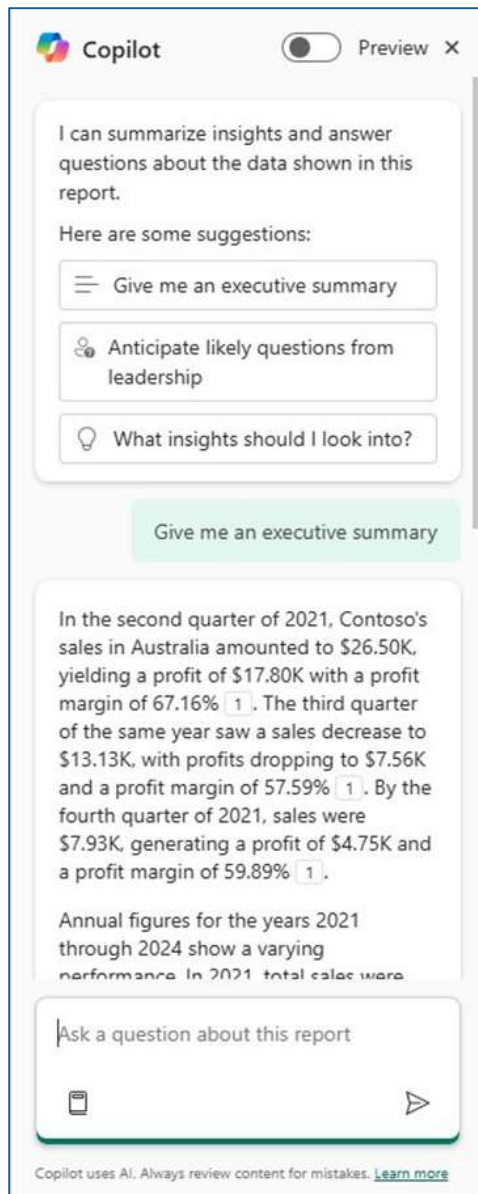 Copilot
Preview
I can summarize insights and answer
questions about the data shown in this
report.
Here are some suggestions:
Give me an executive summary
Anticipate likely questions from
leadership
What insights should I look into?
Give me an executive summary
In the second quarter of 2021, Contoso's
sales in Australia amounted to $26.50K,
yielding a profit of $17.80K with a profit
margin of 67.16% 1 . The third quarter
of the same year saw a sales decrease to
$13.13K, with profits dropping to $7.56K
and a profit margin of 57.59% 1 . By the
fourth quarter of 2021, sales were
$7.93K, generating a profit of $4.75K and
a profit margin of 59.89% 1 .
Annual figures for the years 2021
through 2024 show a varying
performance. In 2021, total sales were
Ask a question about this report
Copilot uses AI. Always review content for mistakes. Learn more